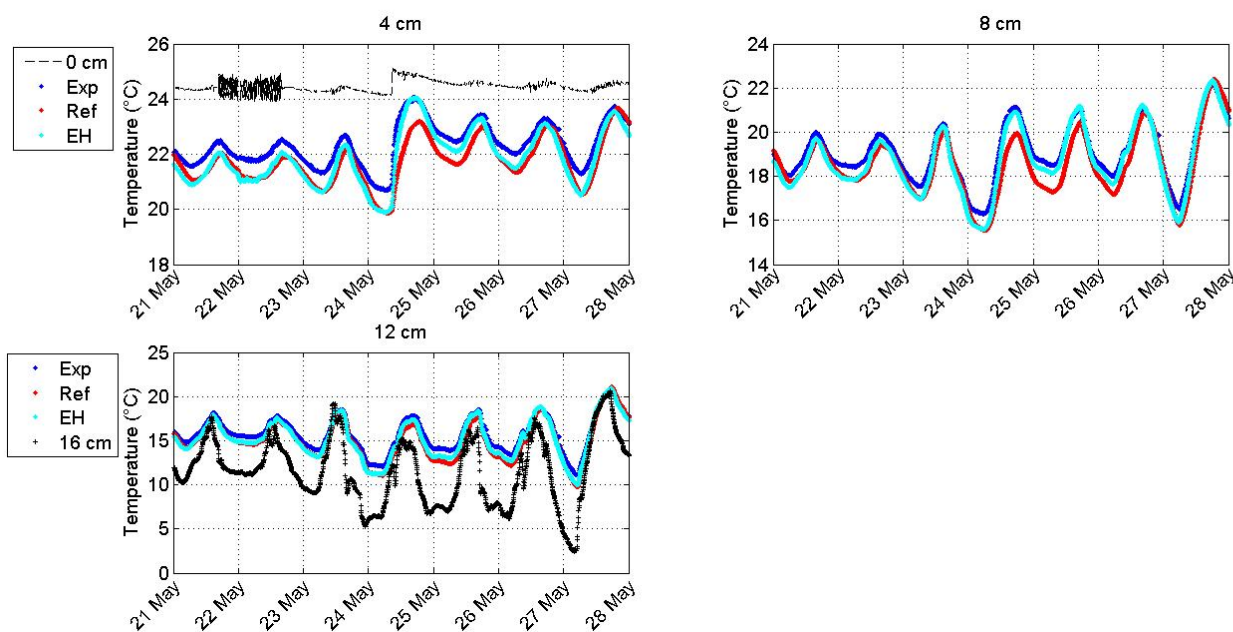 4 cm
26
24
22
20
18
Temperature (°C)
0 cm
Exp
Ref
EH
21 May
22 May
23 May
24 May
25 May
26 May
27 May
28 May
8 cm
24
22
20
18
16
14
Temperature (°C)
21 May
22 May
23 May
24 May
25 May
26 May
27 May
28 May
12 cm
25
20
15
10
5
0
Temperature (°C)
Exp
Ref
EH
16 cm
21 May
22 May
23 May
24 May
25 May
26 May
27 May
28 May